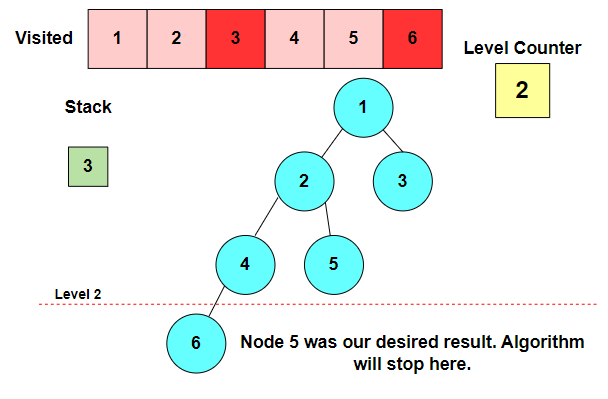 Visited 1 2 3 4 5 6
Level Counter
2
Stack
3
1
2 3
4 5
Level 2
6
Node 5 was our desired result. Algorithm
will stop here.